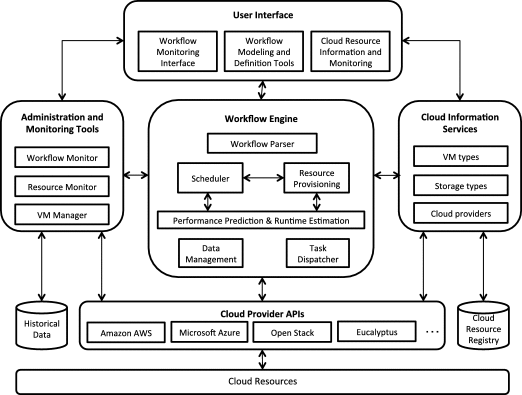 User Interface
Workflow
Monitoring
Interface
Workflow
Modeling and
Definition Tools
Cloud Resource
Information and
Monitoring
Administration and
Monitoring Tools
Workflow Monitor
Resource Monitor
VM Manager
Workflow Engine
Workflow Parser
Scheduler
Resource
Provisioning
Performance Prediction & Runtime Estimation
Data
Management
Task
Dispatcher
Cloud Information
Services
VM types
Storage types
Cloud providers
Historical
Data
Cloud Provider APIs
Amazon AWS
Microsoft Azure
Open Stack
Eucalyptus
...
Cloud
Resource
Registry
Cloud Resources